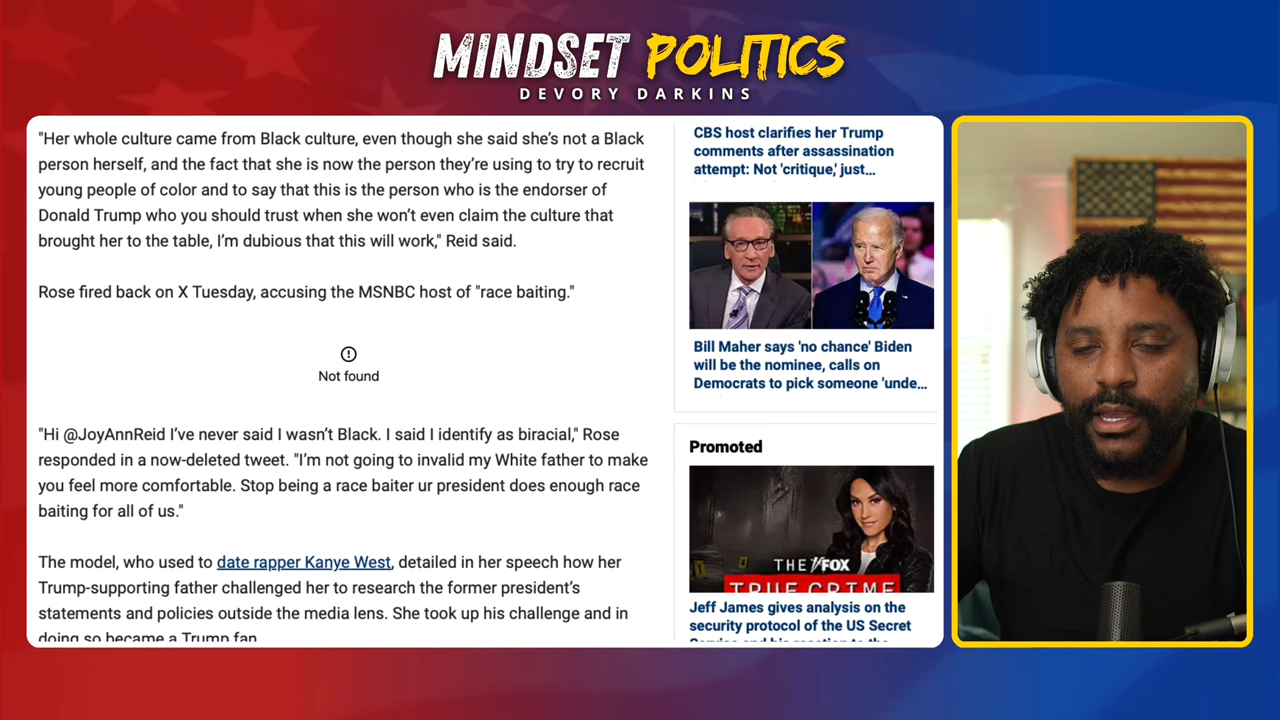 MINDSET POLITICS
DEVORY DARKINS
"Her whole culture came from Black culture, even though she said she's not a Black
person herself, and the fact that she is now the person they're using to try to recruit
young people of color and to say that this is the person who is the endorser of
Donald Trump who you should trust when she won't even claim the culture that
brought her to the table, I'm dubious that this will work," Reid said.
Rose fired back on X Tuesday, accusing the MSNBC host of "race baiting."
Not found
"Hi @JoyAnnReid I've never said I wasn't Black. I said I identify as biracial," Rose
responded in a now-deleted tweet. "I'm not going to invalid my White father to make
you feel more comfortable. Stop being a race baiter ur president does enough race
baiting for all of us."
The model, who used to date rapper Kanye West, detailed in her speech how her
Trump-supporting father challenged her to research the former president's
statements and policies outside the media lens. She took up his challenge and in
doing so became a Trump fan
CBS host clarifies her Trump
comments after assassination
attempt: Not 'critique,' just...
Bill Maher says 'no chance' Biden
will be the nominee, calls on
Democrats to pick someone 'unde...
Promoted
THE FOX
TRUE CRIME
Jeff James gives analysis on the
security protocol of the US Secret
Service and his reaction to the